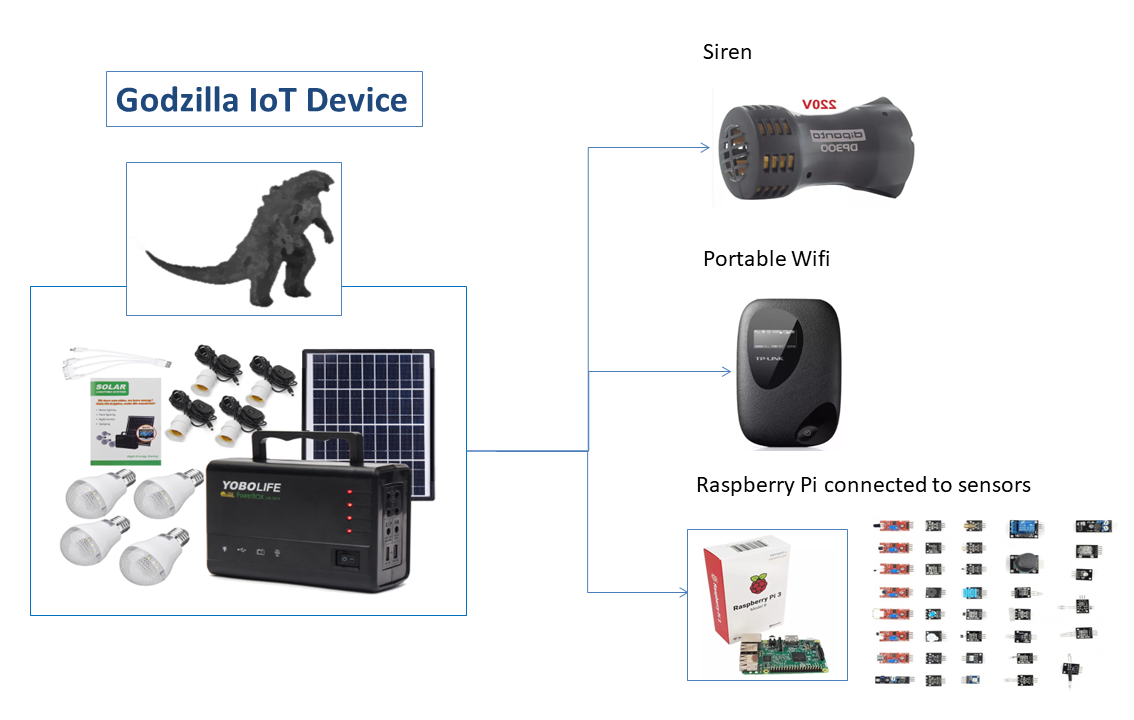 Siren
Godzilla IoT Device
220V
diponto
DP300
Portable Wifi
TP-LINK
SOLAR
YOBOLIFE
PowerBOX
Raspberry Pi connected to sensors
Raspberry Pi 3
Model B